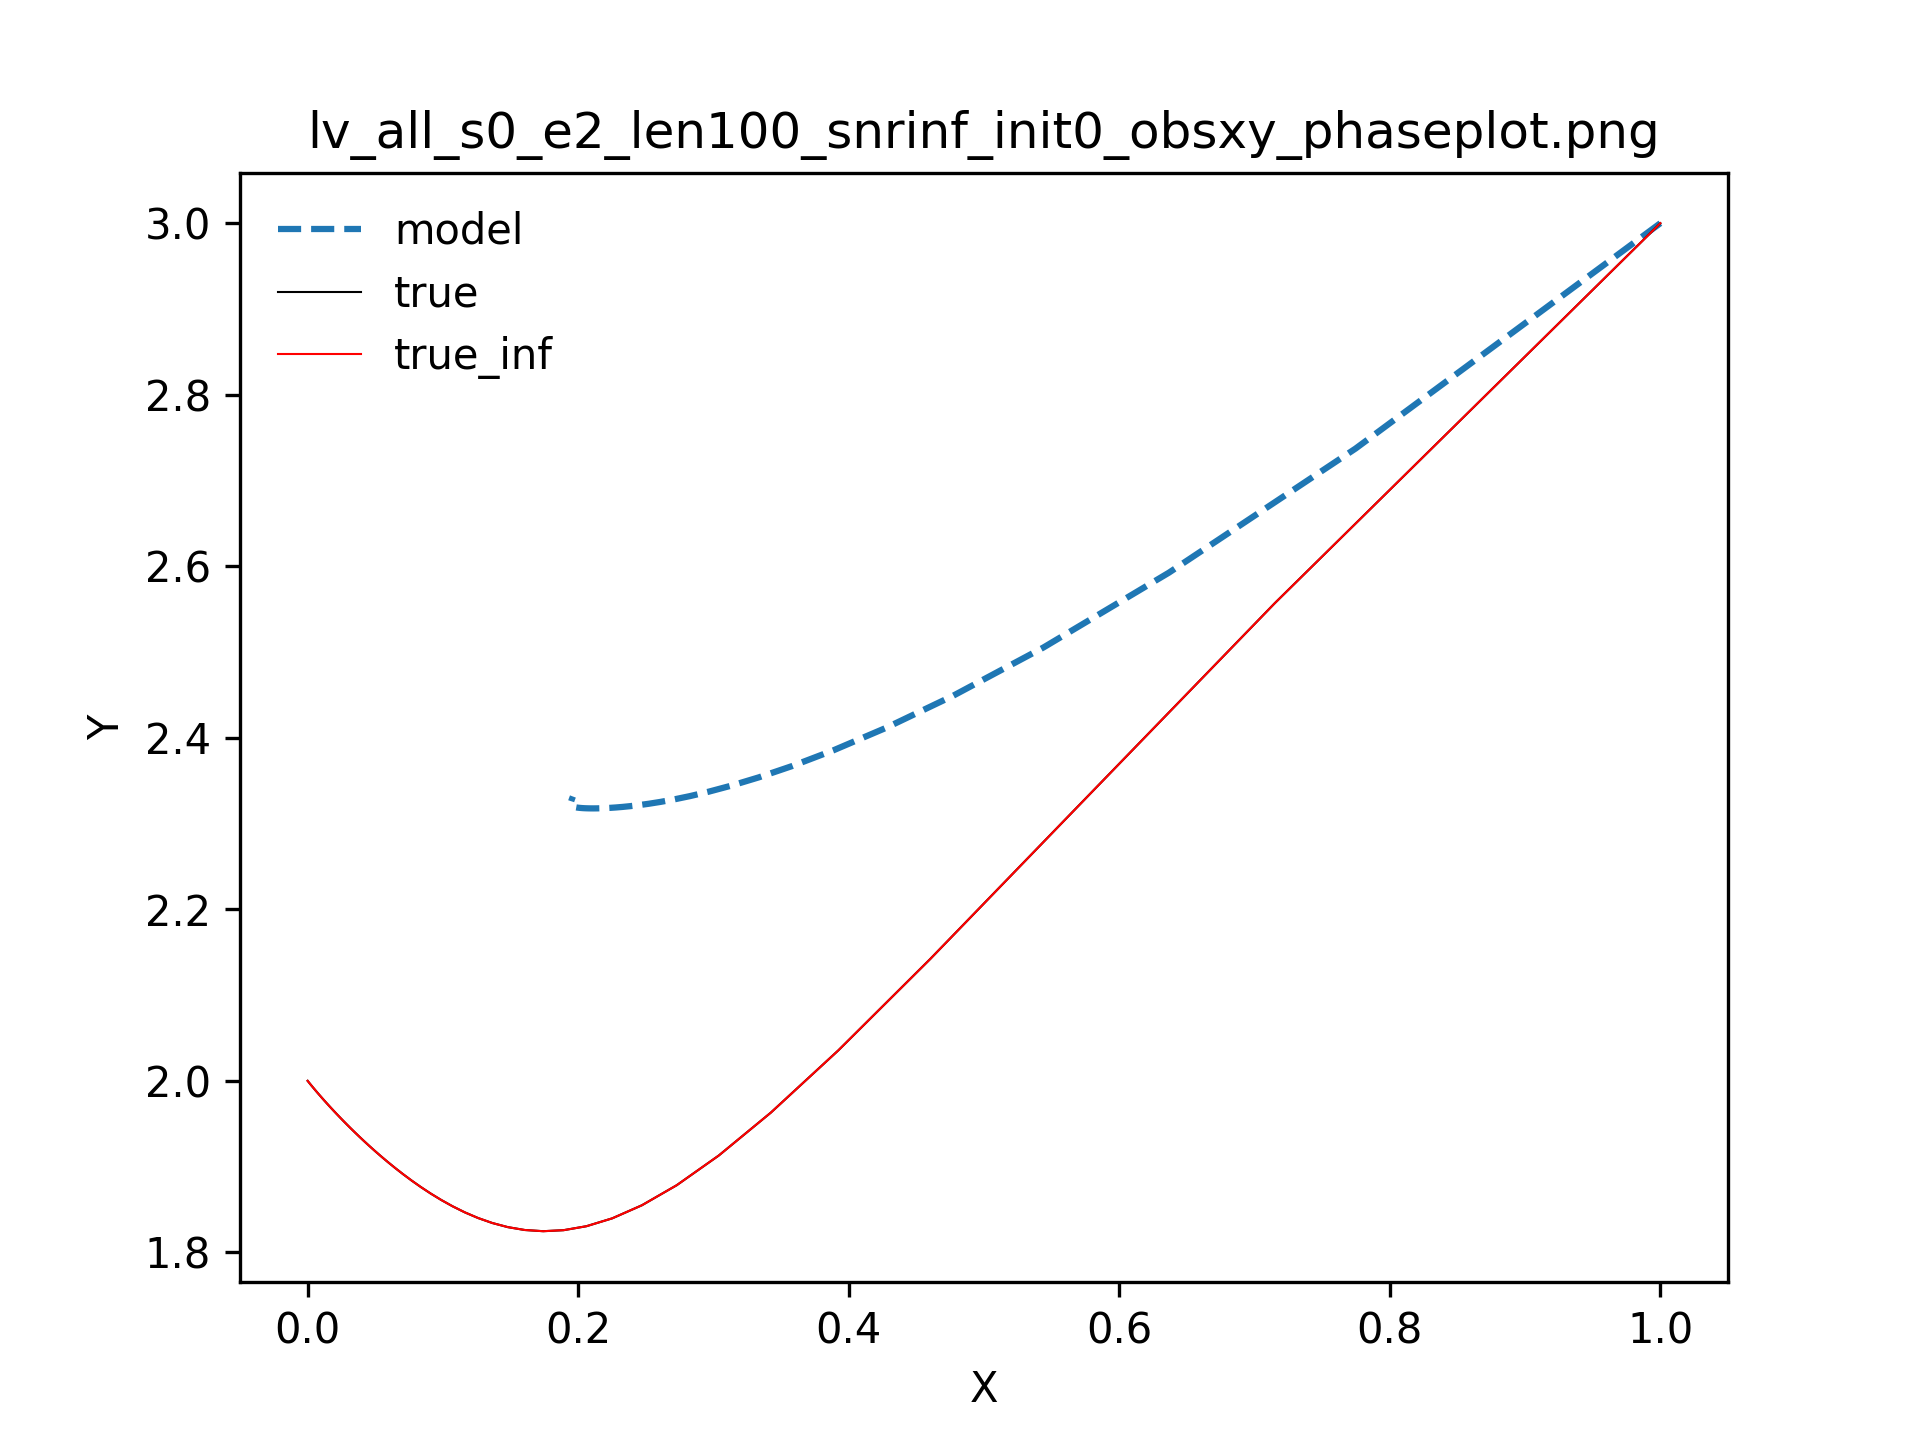 lv_all_s0_e2_len100_snrinf_init0_obsxy_phaseplot.png
model
true
true_inf
3.0
2.8
2.6
2.4
2.2
2.0
1.8
Y
0.0 0.2 0.4 0.6 0.8 1.0
X